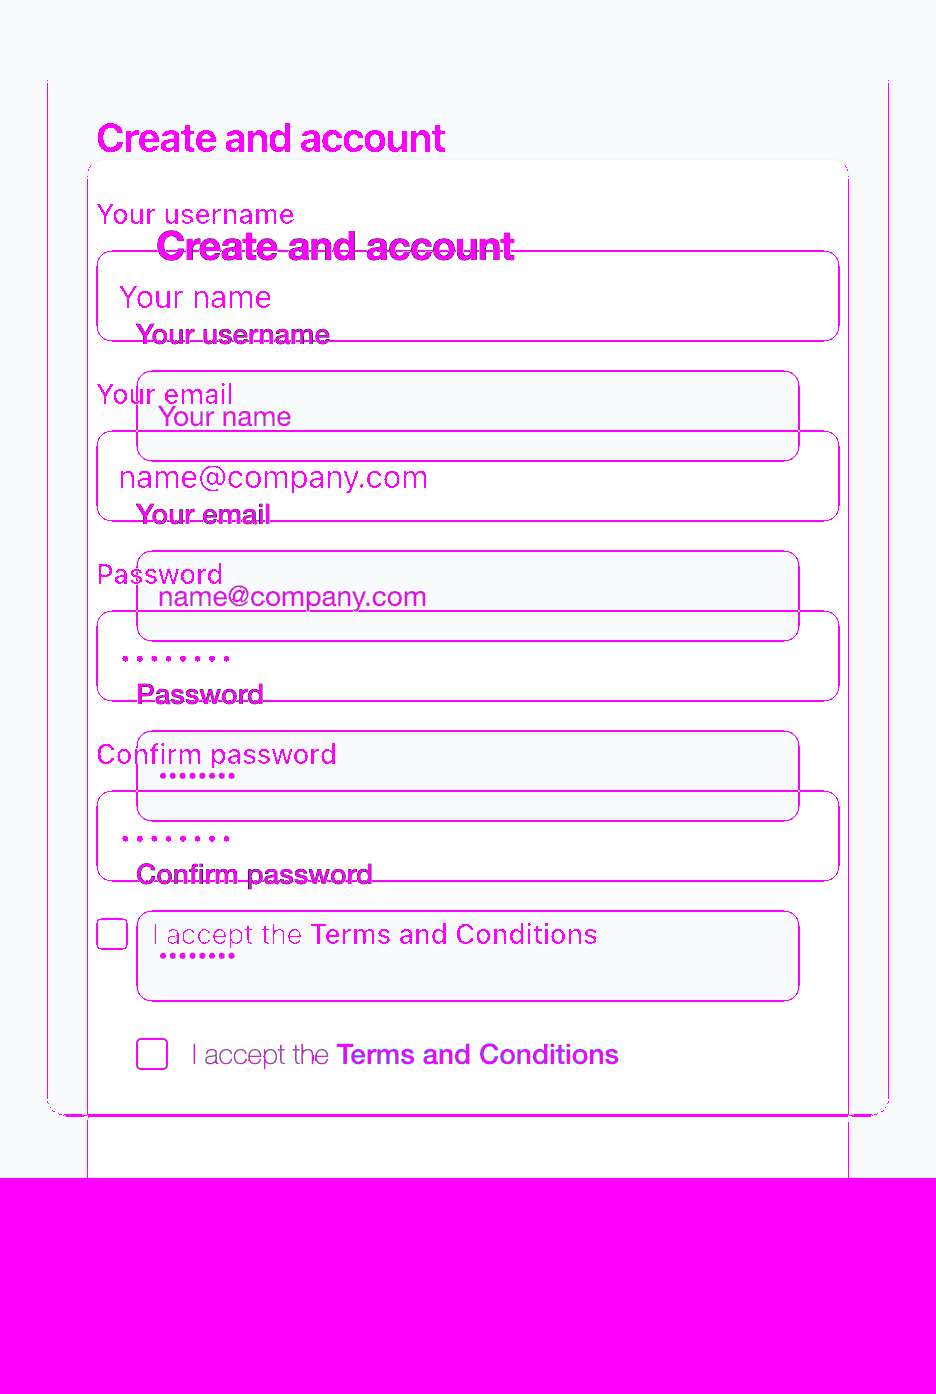 Create and account
Your username
Create and account
Your name
Your username
Your email
Your name
name@company.com
Your email
Password
name@company.com
••••••••
Password
Confirm password
••••••••
••••••••
Confirm password
I accept the Terms and Conditions
••••••••
I accept the Terms and Conditions